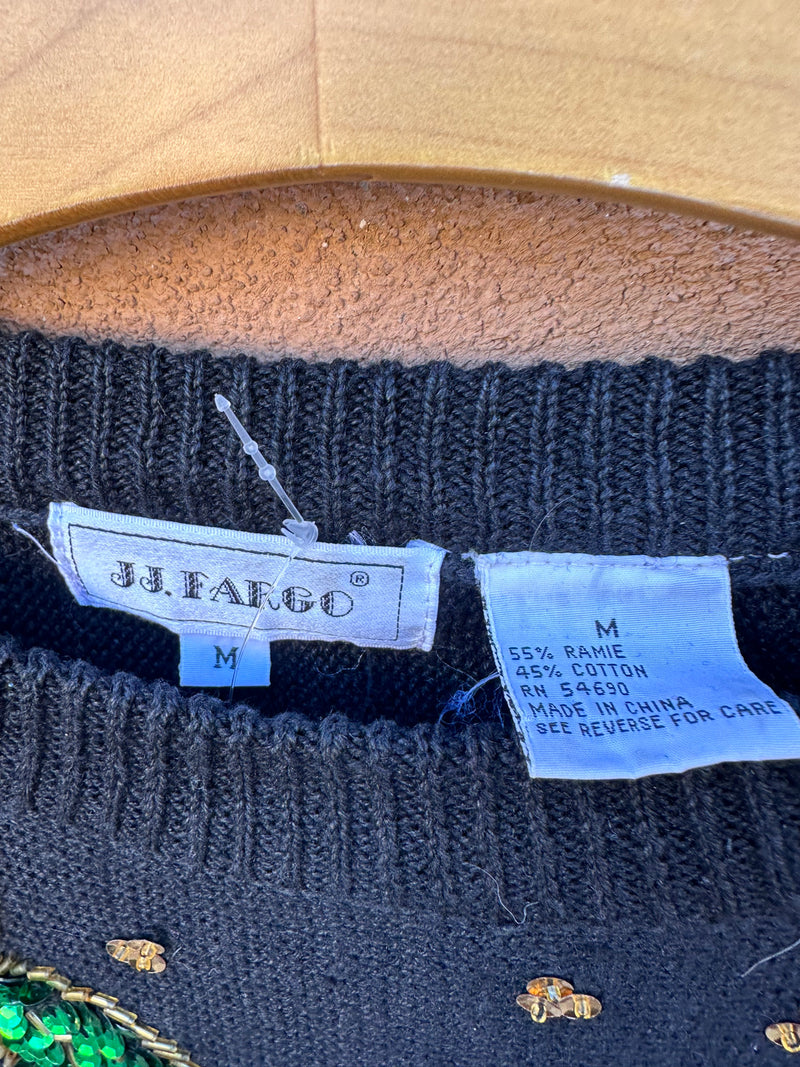 JJ. FARGO®
M
M
55% RAMIE
45% COTTON
RN 54690
MADE IN CHINA
SEE REVERSE FOR CARE